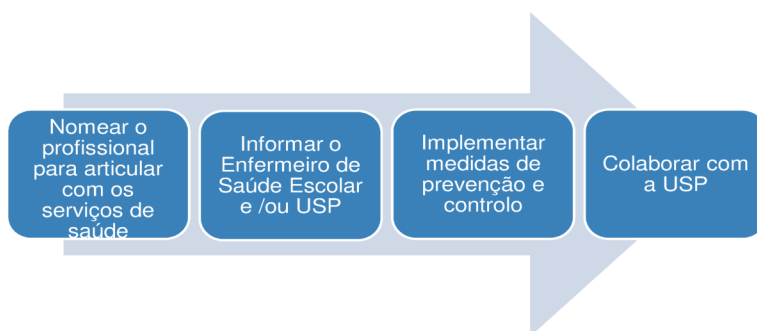 Nomear o
profissional
para articular
com os
serviços de
saúde
Informar o
Enfermeiro de
Saúde Escolar
e /ou USP
Implementar
medidas de
prevenção e
controlo
Colaborar com
a USP